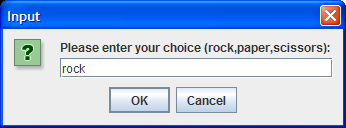 Input
Please enter your choice (rock,paper,scissors):
rock
OK
Cancel